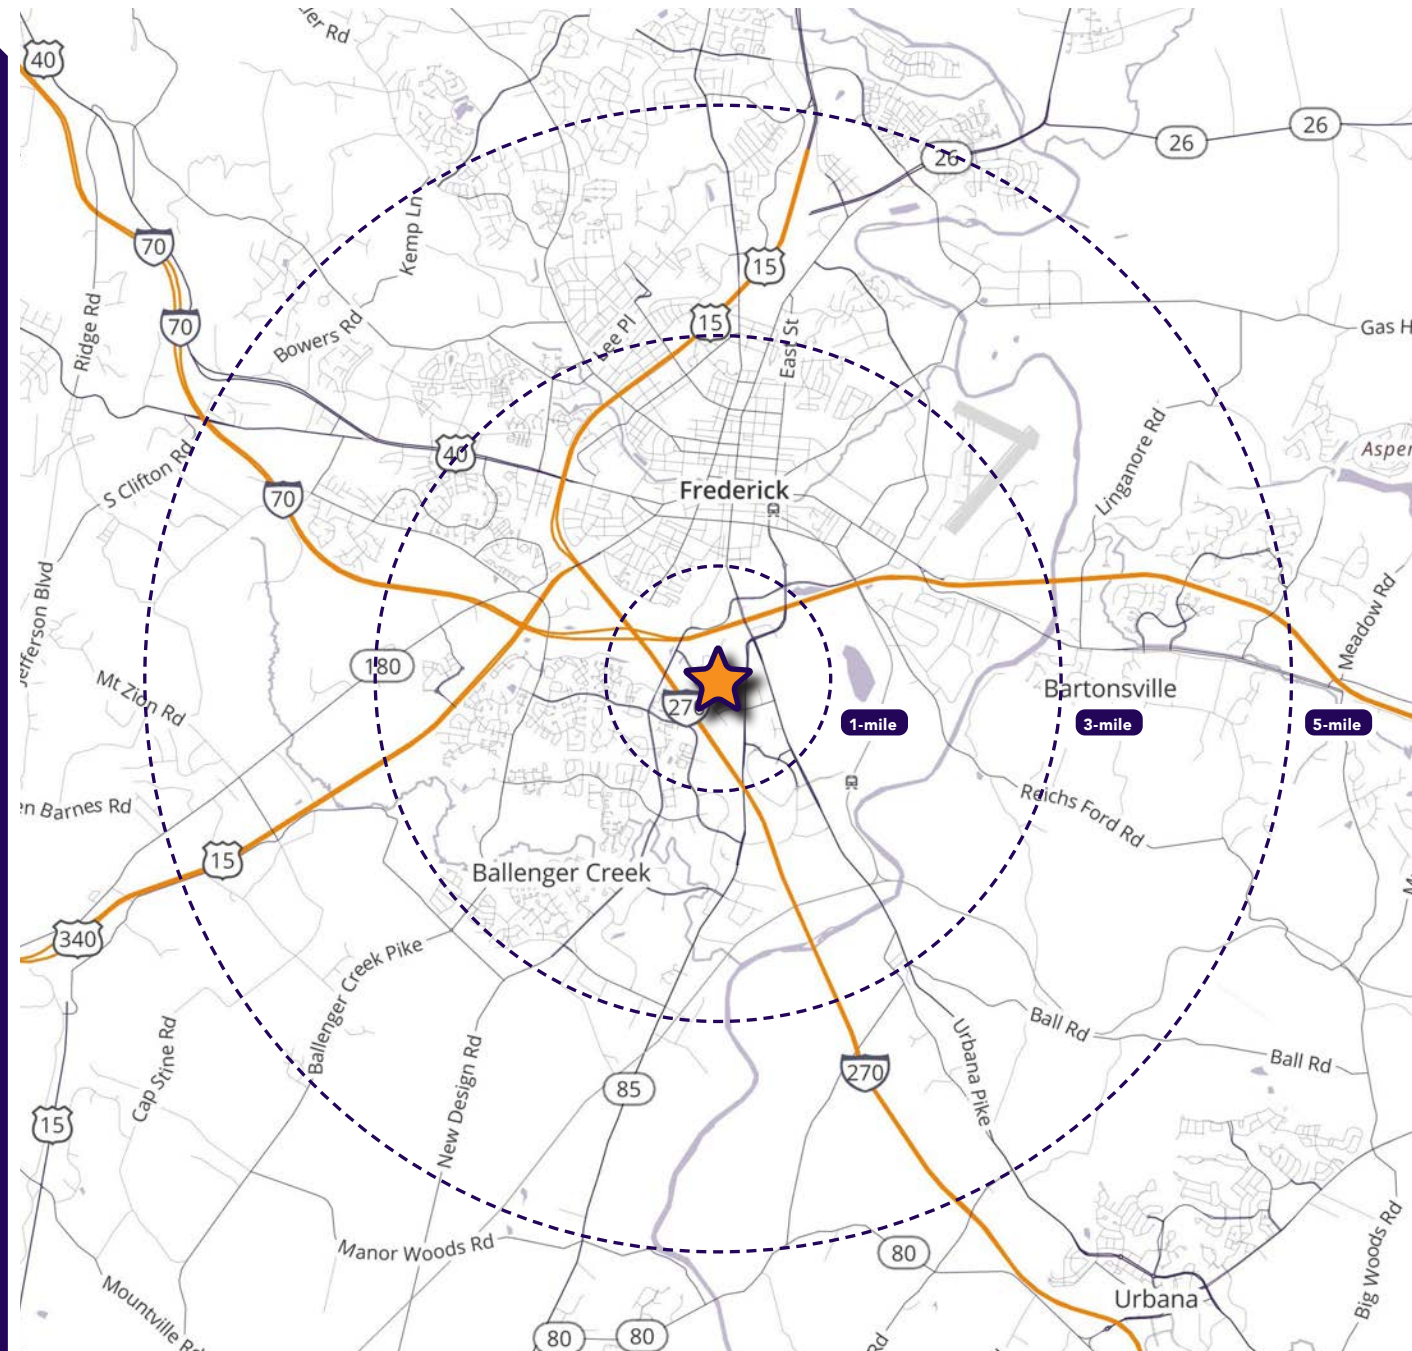 40
26
26
26
70
15
Kemp Ln
70
15
Gas H
Ridge Rd
Bowers Rd
Lee Pl
East St
40
Asper
S Clifton Rd
Linganore Rd
70
Frederick
Jefferson Blvd
Meadow Rd
180
Mt Zion Rd
Bartonsville
27
1-mile
3-mile
5-mile
en Barnes Rd
Reichs Ford Rd
15
Ballenger Creek
340
Ballenger Creek Pike
Cap Stine Rd
New Design Rd
Urbana Pike
Ball Rd
Ball Rd
270
85
15
Manor Woods Rd
80
Big Woods Rd
Mountville Rd
Urbana
80
80
Rd